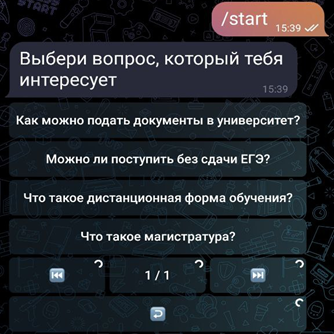 /start
15:39
Выбери вопрос, который тебя
интересует
15:39
Как можно подать документы в университет?
Можно ли поступить без сдачи ЕГЭ?
Что такое дистанционная форма обучения?
Что такое магистратура?
1 / 1